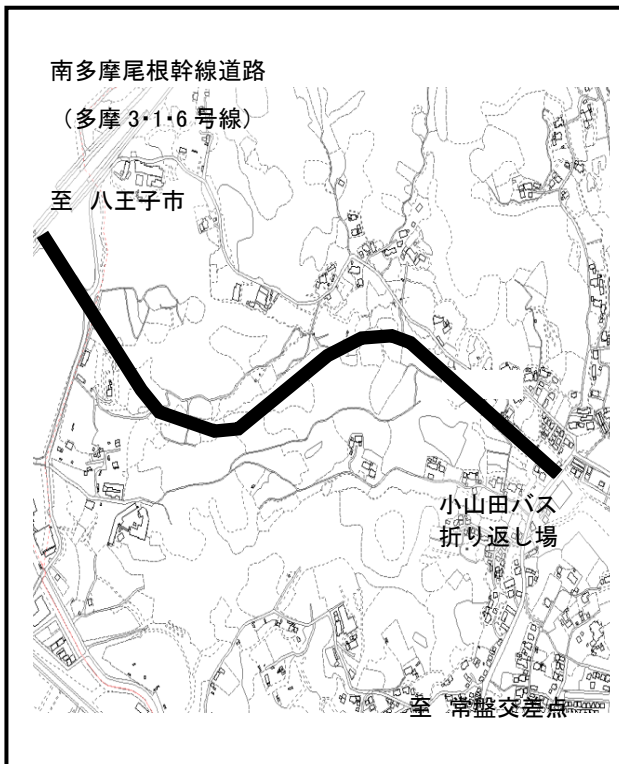 南多摩尾根幹線道路
（多摩 3・1・6 号線）
至 八王子市
小山田バス
折り返し場
至 常盤交差点